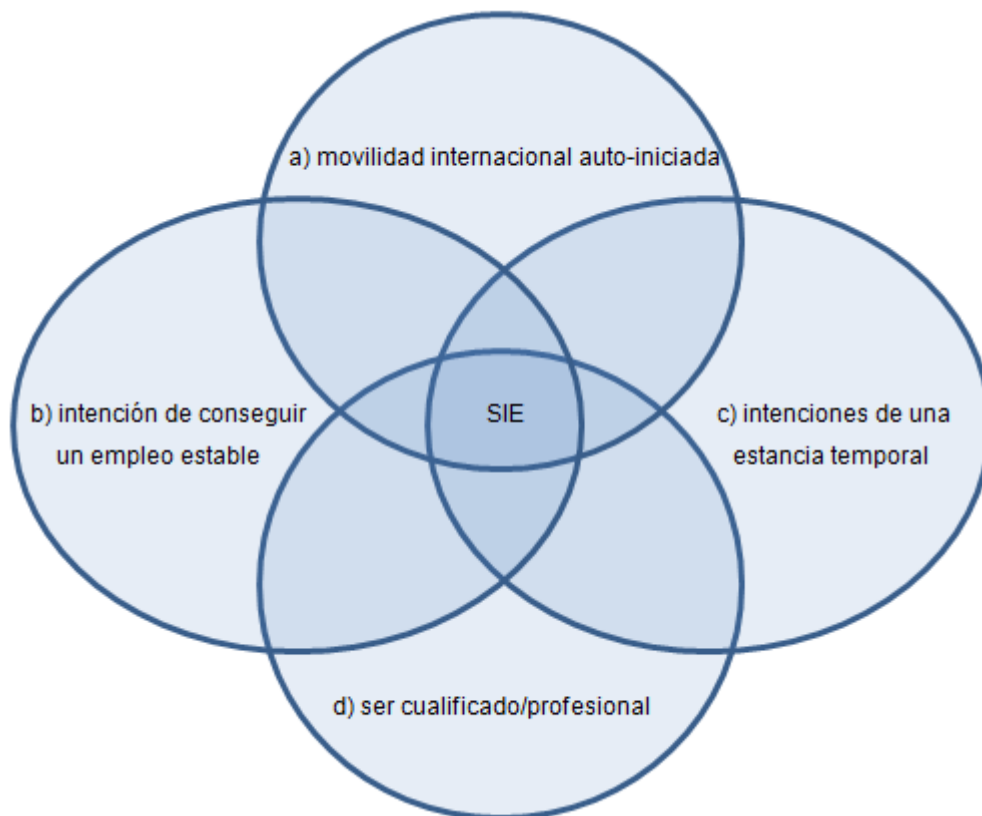 a) movilidad internacional auto-iniciada
b) intención de conseguir
un empleo estable
SIE
c) intenciones de una
estancia temporal
d) ser cualificado/profesional